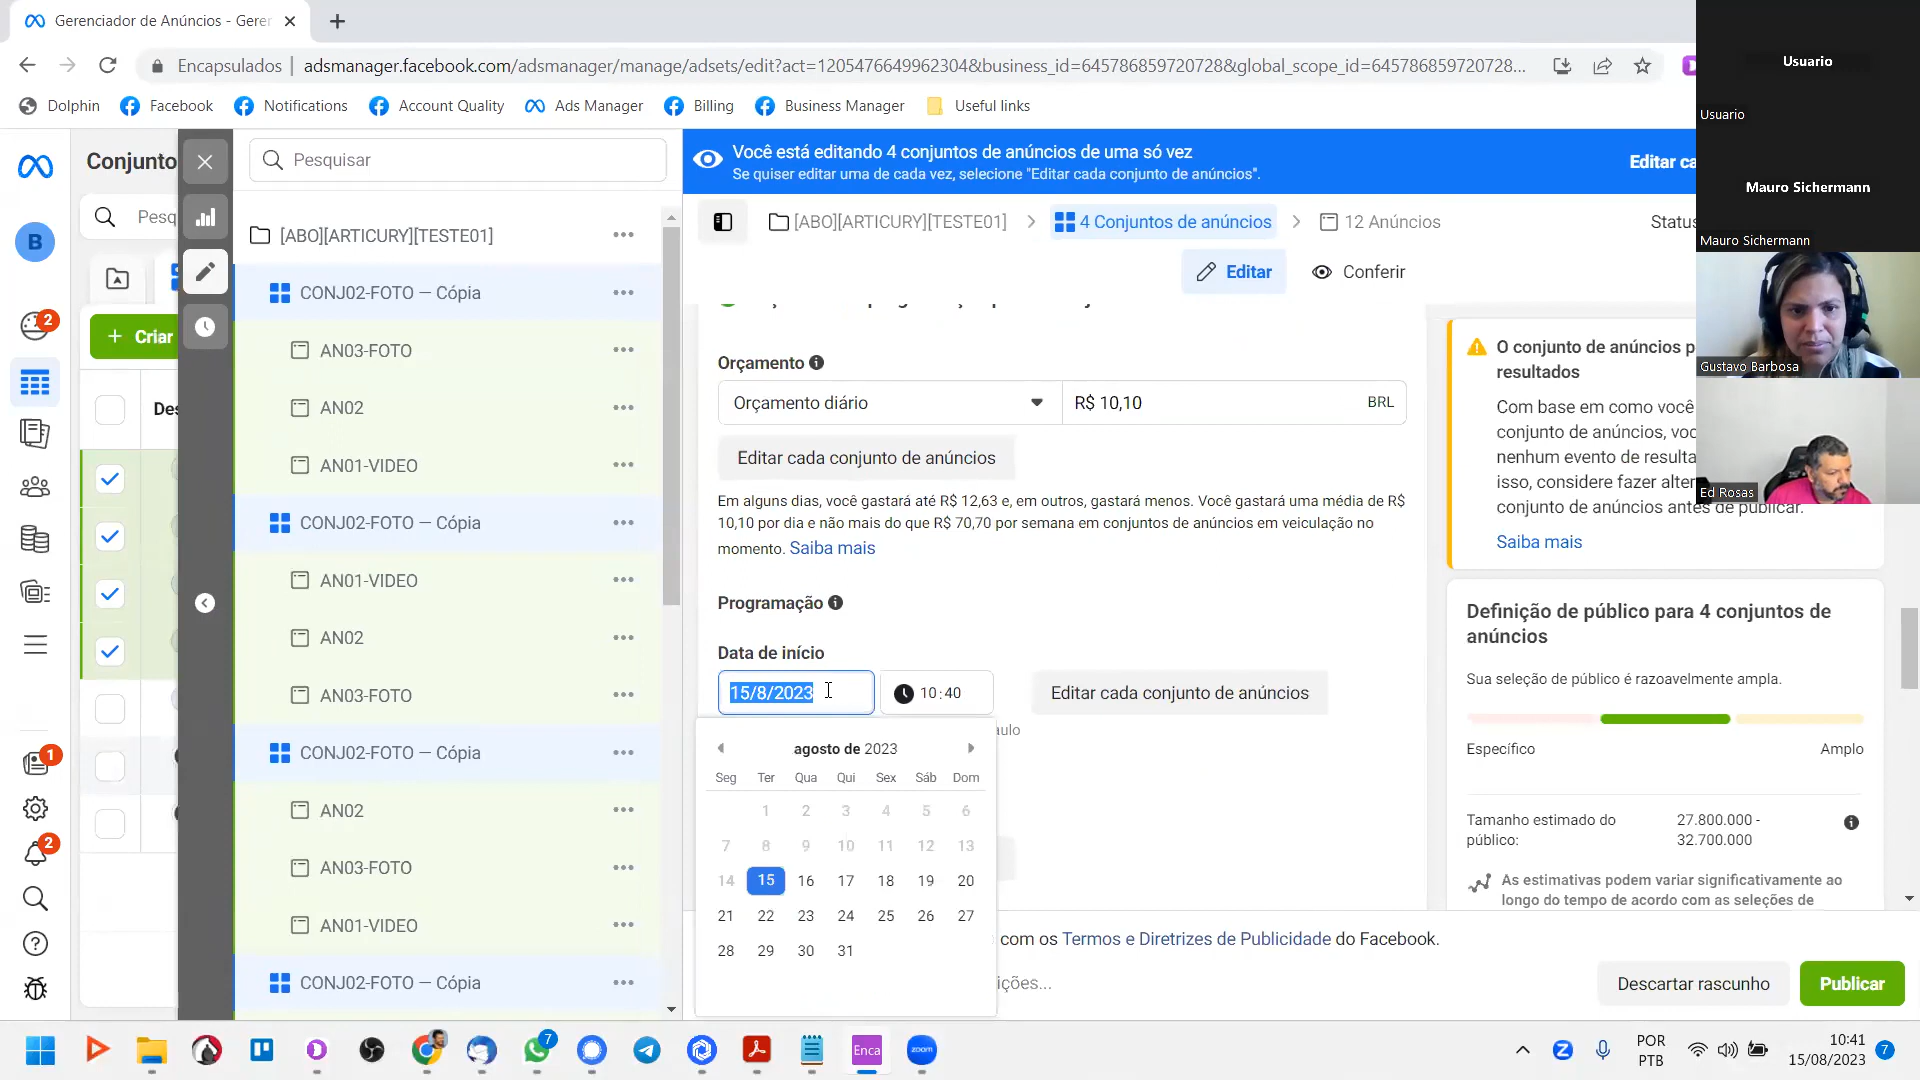 Gerenciador de Anúncios - Geren
Encapsulados
adsmanager.facebook.com/adsmanager/manage/adsets/edit?act=1205476649962304&business_id=645786859720728&global_scope_id=645786859720728...
Dolphin
Facebook
Notifications
Account Quality
Ads Manager
Billing
Business Manager
Useful links
Usuario
Usuario
Mauro Sichermann
Mauro Sichermann
Gustavo Barbosa
Ed Rosas
Conjunto
Pesq
B
2
+ Criar
Des
1
2
Pesquisar
[ABO][ARTICURY][TESTE01]
CONJ02-FOTO — Cópia
AN03-FOTO
AN02
AN01-VIDEO
CONJ02-FOTO — Cópia
AN01-VIDEO
AN02
AN03-FOTO
CONJ02-FOTO — Cópia
AN02
AN03-FOTO
AN01-VIDEO
CONJ02-FOTO — Cópia
Você está editando 4 conjuntos de anúncios de uma só vez
Se quiser editar uma de cada vez, selecione "Editar cada conjunto de anúncios".
Editar ca
[ABO][ARTICURY][TESTE01]
4 Conjuntos de anúncios
12 Anúncios
Status
Editar
Conferir
Orçamento
Orçamento diário
R$ 10,10
BRL
Editar cada conjunto de anúncios
Em alguns dias, você gastará até R$ 12,63 e, em outros, gastará menos. Você gastará uma média de R$
10,10 por dia e não mais do que R$ 70,70 por semana em conjuntos de anúncios em veiculação no
momento. Saiba mais
Programação
Data de início
15/8/2023
10:40
Editar cada conjunto de anúncios
aulo
agosto de 2023
Seg Ter Qua Qui Sex Sáb Dom
1 2 3 4 5 6
7 8 9 10 11 12 13
14 15 16 17 18 19 20
21 22 23 24 25 26 27
28 29 30 31
O conjunto de anúncios p
resultados
Com base em como você
conjunto de anúncios, voc
nenhum evento de resulta
isso, considere fazer alter
conjunto de anúncios antes de publicar.
Saiba mais
Definição de público para 4 conjuntos de
anúncios
Sua seleção de público é razoavelmente ampla.
Específico
Amplo
Tamanho estimado do
público:
27.800.000 -
32.700.000
As estimativas podem variar significativamente ao
longo do tempo de acordo com as seleções de
com os Termos e Diretrizes de Publicidade do Facebook.
ições...
Descartar rascunho
Publicar
7
Enca
zoom
Z
POR
PTB
10:41
15/08/2023
7